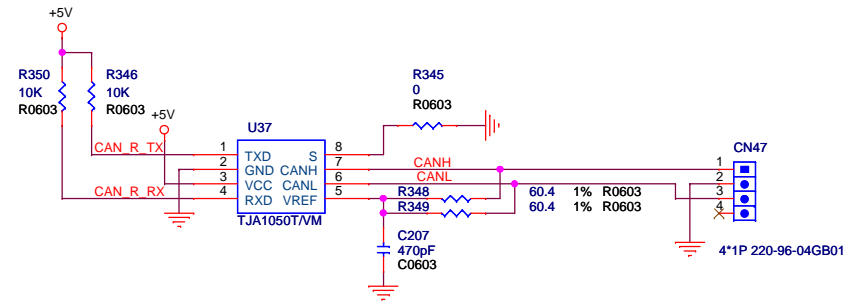 +5V
R350
10K
R0603
R346
10K
R0603
+5V
R345
0
R0603
U37
CAN_R_TX
CAN_R_RX
1
2
3
4
TXD
GND
VCC
RXD
S
CANH
CANL
VREF
8
7
6
5
TJA1050T/VM
CANH
CANL
R348
R349
60.4 1% R0603
60.4 1% R0603
C207
470pF
C0603
CN47
1
2
3
4
4*1P 220-96-04GB01